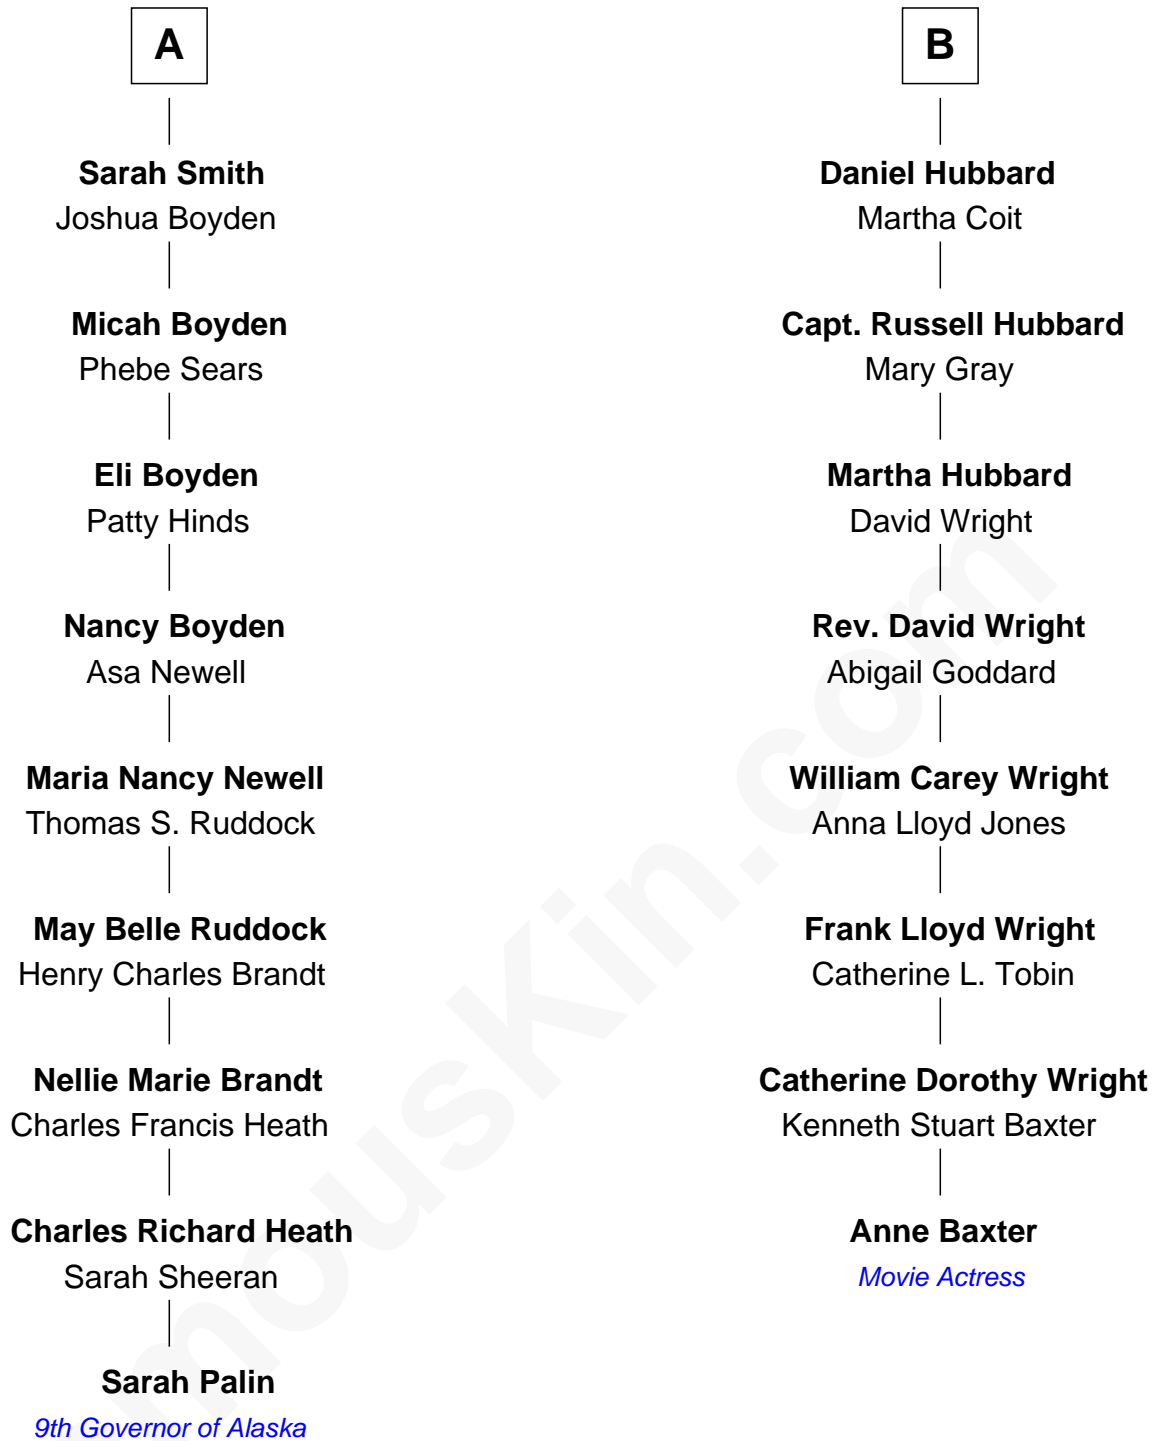 A
Sarah Smith
Joshua Boyden
Micah Boyden
Phebe Sears
Eli Boyden
Patty Hinds
Nancy Boyden
Asa Newell
Maria Nancy Newell
Thomas S. Ruddock
May Belle Ruddock
Henry Charles Brandt
Nellie Marie Brandt
Charles Francis Heath
Charles Richard Heath
Sarah Sheeran
Sarah Palin
9th Governor of Alaska
B
Daniel Hubbard
Martha Coit
Capt. Russell Hubbard
Mary Gray
Martha Hubbard
David Wright
Rev. David Wright
Abigail Goddard
William Carey Wright
Anna Lloyd Jones
Frank Lloyd Wright
Catherine L. Tobin
Catherine Dorothy Wright
Kenneth Stuart Baxter
Anne Baxter
Movie Actress
mousKin.com